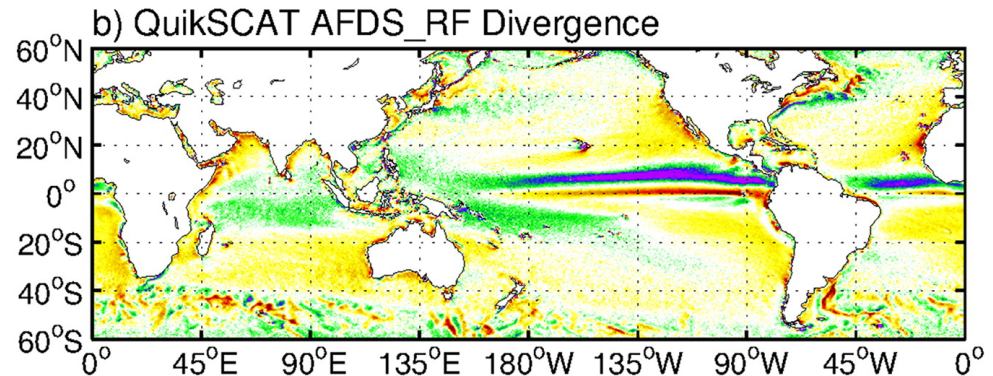 b) QuikSCAT AFDS_RF Divergence
60°N
40°N
20°N
0°
20°S
40°S
60°S
0° 45°E 90°E 135°E 180°W 135°W 90°W 45°W 0°